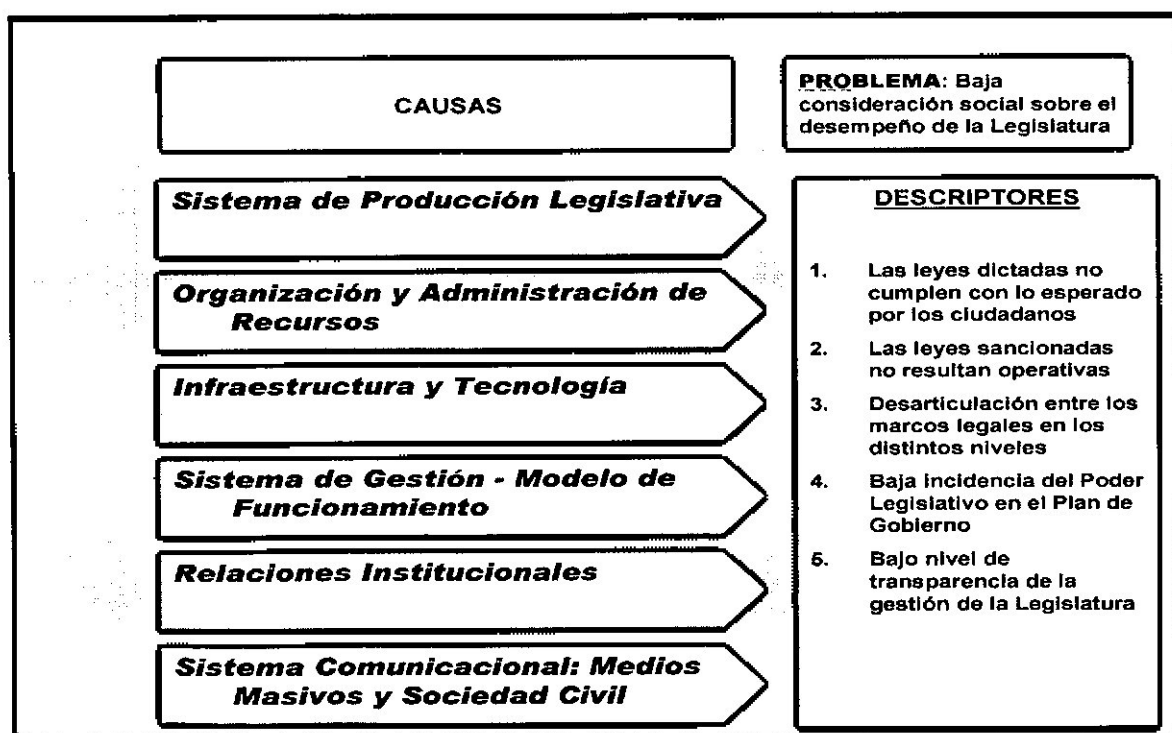 CAUSAS
PROBLEMA: Baja
consideración social sobre el
desempeño de la Legislatura
Sistema de Producción Legislativa
Organización y Administración de
Recursos
Infraestructura y Tecnología
Sistema de Gestión - Modelo de
Funcionamiento
Relaciones Institucionales
Sistema Comunicacional: Medios
Masivos y Sociedad Civil
DESCRIPTORES
1. Las leyes dictadas no
cumplen con lo esperado
por los ciudadanos
2. Las leyes sancionadas
no resultan operativas
3. Desarticulación entre los
marcos legales en los
distintos niveles
4. Baja incidencia del Poder
Legislativo en el Plan de
Gobierno
5. Bajo nivel de
transparencia de la
gestión de la Legislatura